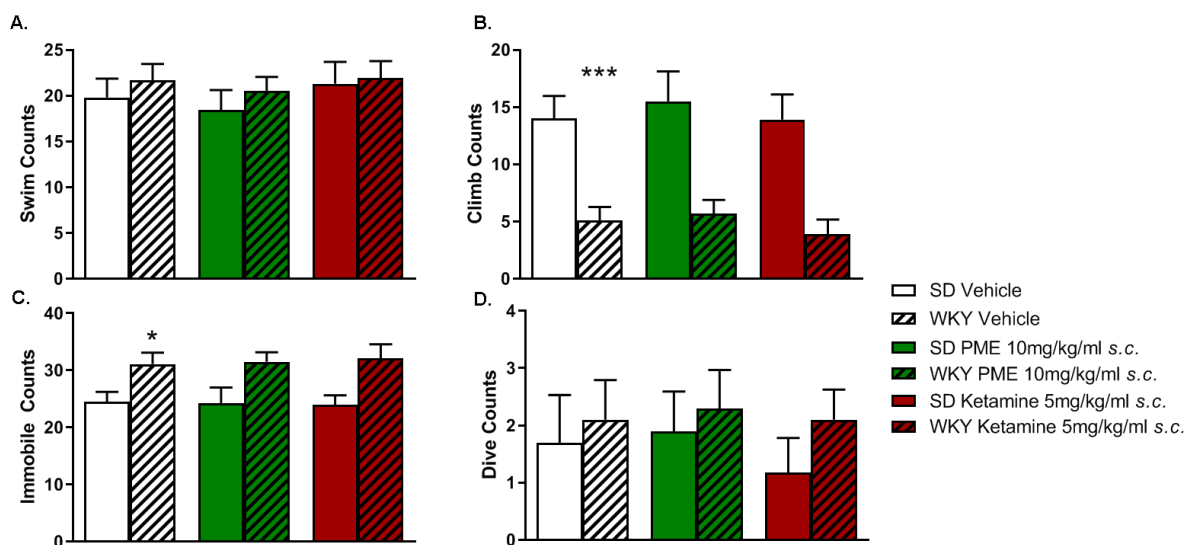 A.
Swim Counts
25
20
15
10
5
0
B.
Climb Counts
20
15
10
5
0
***
C.
Immobile Counts
40
30
20
10
0
*
D.
Dive Counts
4
3
2
1
0
SD Vehicle
WKY Vehicle
SD PME 10mg/kg/ml s.c.
WKY PME 10mg/kg/ml s.c.
SD Ketamine 5mg/kg/ml s.c.
WKY Ketamine 5mg/kg/ml s.c.